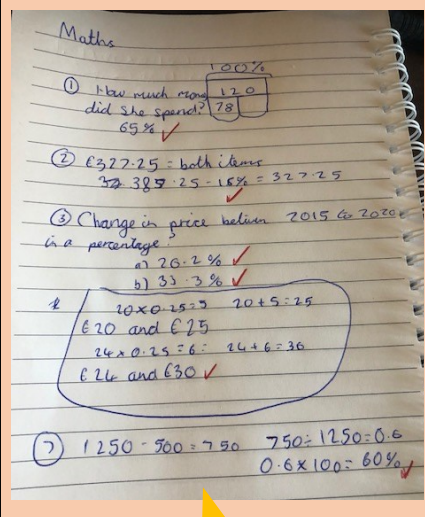 Maths
100%
① How much money 120
did she spend? 78
65% ✓
② €327.25 = both items
385.25 - 15% = 327.25
✓
③ Change in price between 2015 to 2020
in a percentage?
a) 26.2% ✓
b) 33.3% ✓
20 x 0.25 = 5 20 + 5 = 25
€20 and €25
24 x 0.25 = 6 = 24 + 6 = 30
€24 and €30 ✓
⑦ 1250 - 500 = 750 750 ÷ 1250 = 0.6
0.6 x 100 = 60% ✓